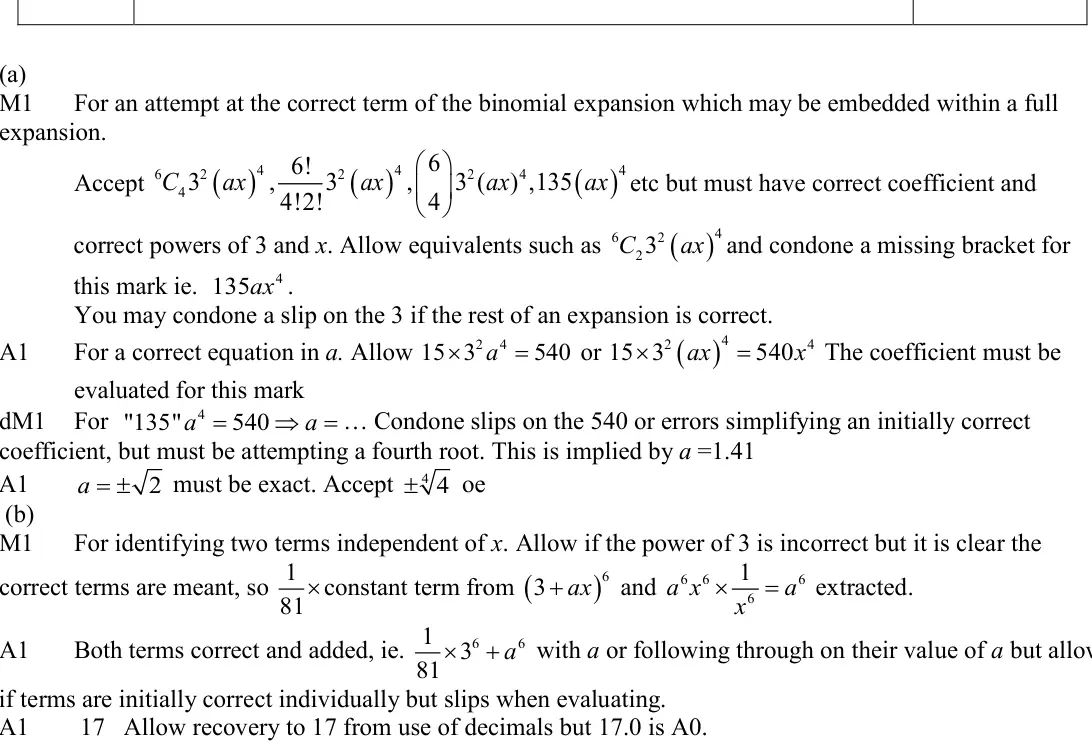 (a)
M1 For an attempt at the correct term of the binomial expansion which may be embedded within a full
expansion.
Accept ⁶C₄3²(ax)⁴, 6!/(4!2!) 3²(ax)⁴, (6 4)3²(ax)⁴, 135(ax)⁴ etc but must have correct coefficient and
correct powers of 3 and x. Allow equivalents such as ⁶C₂3²(ax)⁴ and condone a missing bracket for
this mark ie. 135ax⁴.
You may condone a slip on the 3 if the rest of an expansion is correct.
A1 For a correct equation in a. Allow 15×3²a⁴ = 540 or 15×3²(ax)⁴ = 540x⁴ The coefficient must be
evaluated for this mark
dM1 For "135"a⁴ = 540 ⇒ a = … Condone slips on the 540 or errors simplifying an initially correct
coefficient, but must be attempting a fourth root. This is implied by a =1.41
A1 a = ±√2 must be exact. Accept ±⁴√4 oe
(b)
M1 For identifying two terms independent of x. Allow if the power of 3 is incorrect but it is clear the
correct terms are meant, so 1/81 × constant term from (3 + ax)⁶ and a⁶x⁶ × 1/x⁶ = a⁶ extracted.
A1 Both terms correct and added, ie. 1/81 × 3⁶ + a⁶ with a or following through on their value of a but allow
if terms are initially correct individually but slips when evaluating.
A1 17 Allow recovery to 17 from use of decimals but 17.0 is A0.